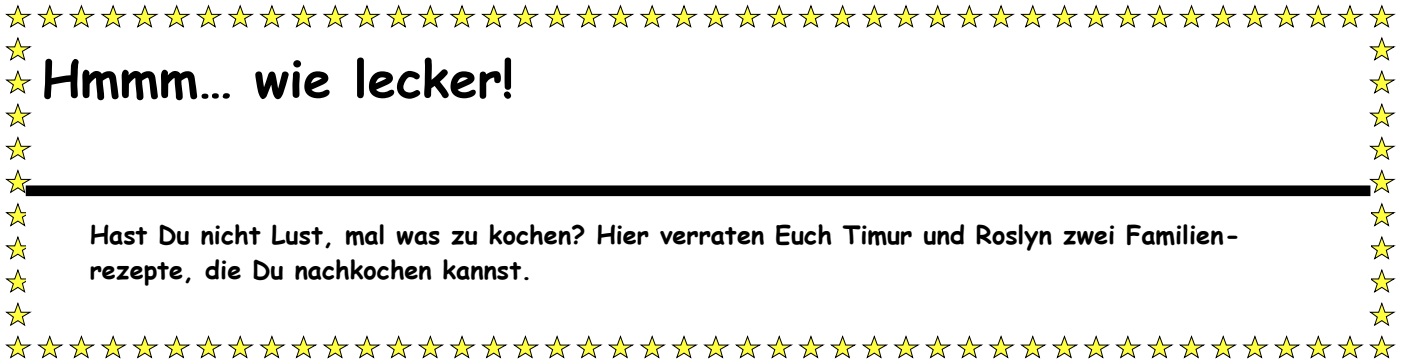 Hmmm... wie lecker!
Hast Du nicht Lust, mal was zu kochen? Hier verraten Euch Timur und Roslyn zwei Familien-
rezepte, die Du nachkochen kannst.